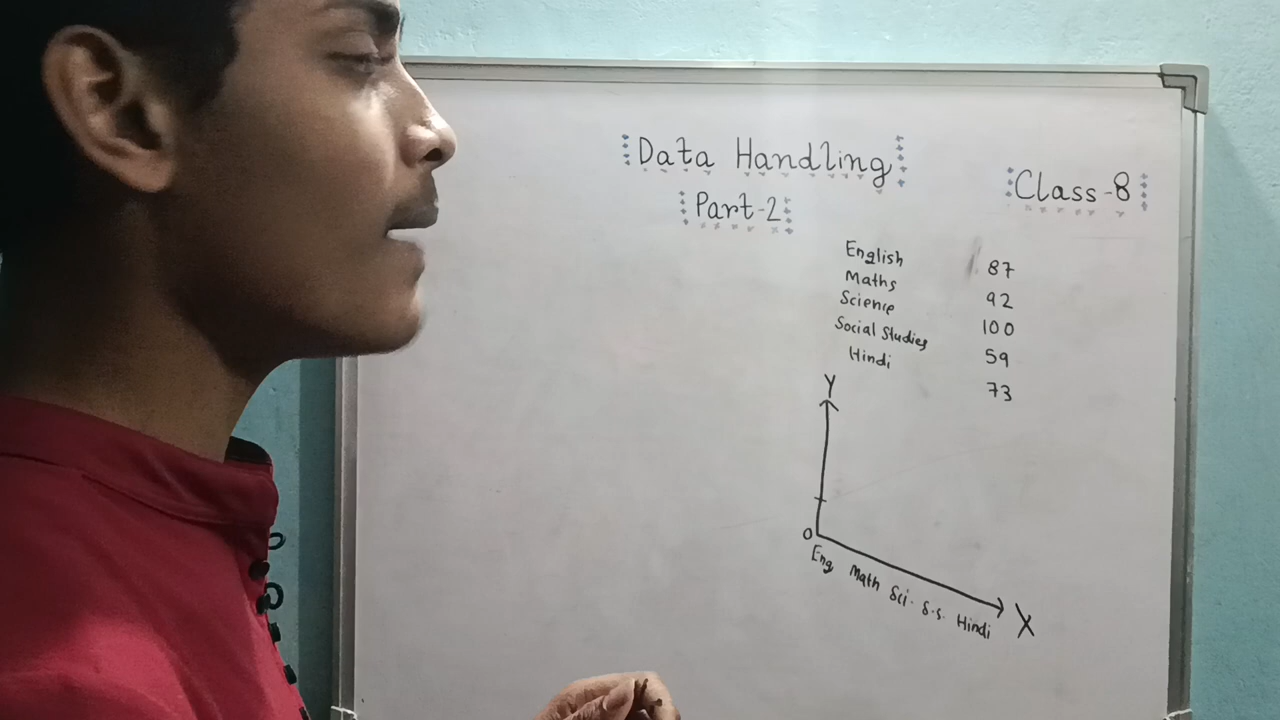 Data Handling
Part-2
Class-8
English 87
Maths 92
Science 100
Social Studies 59
Hindi 73
Y
O
Eng Math Sci. S.S. Hindi
X